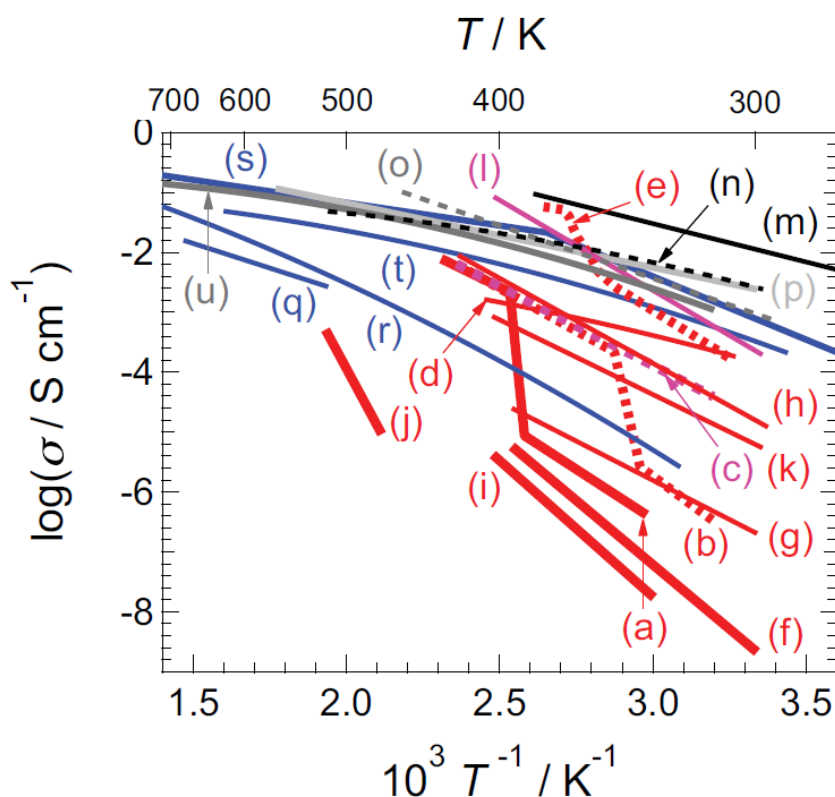 T / K
700 600 500 400 300
0
(s) (o) (l) (e) (n) (m)
-2
(u) (q) (t) (r) (p)
-4
(d) (j) (h) (c) (k)
-6
(i) (b) (g)
-8
(a) (f)
log(σ / S cm⁻¹)
1.5 2.0 2.5 3.0 3.5
10³ T⁻¹ / K⁻¹